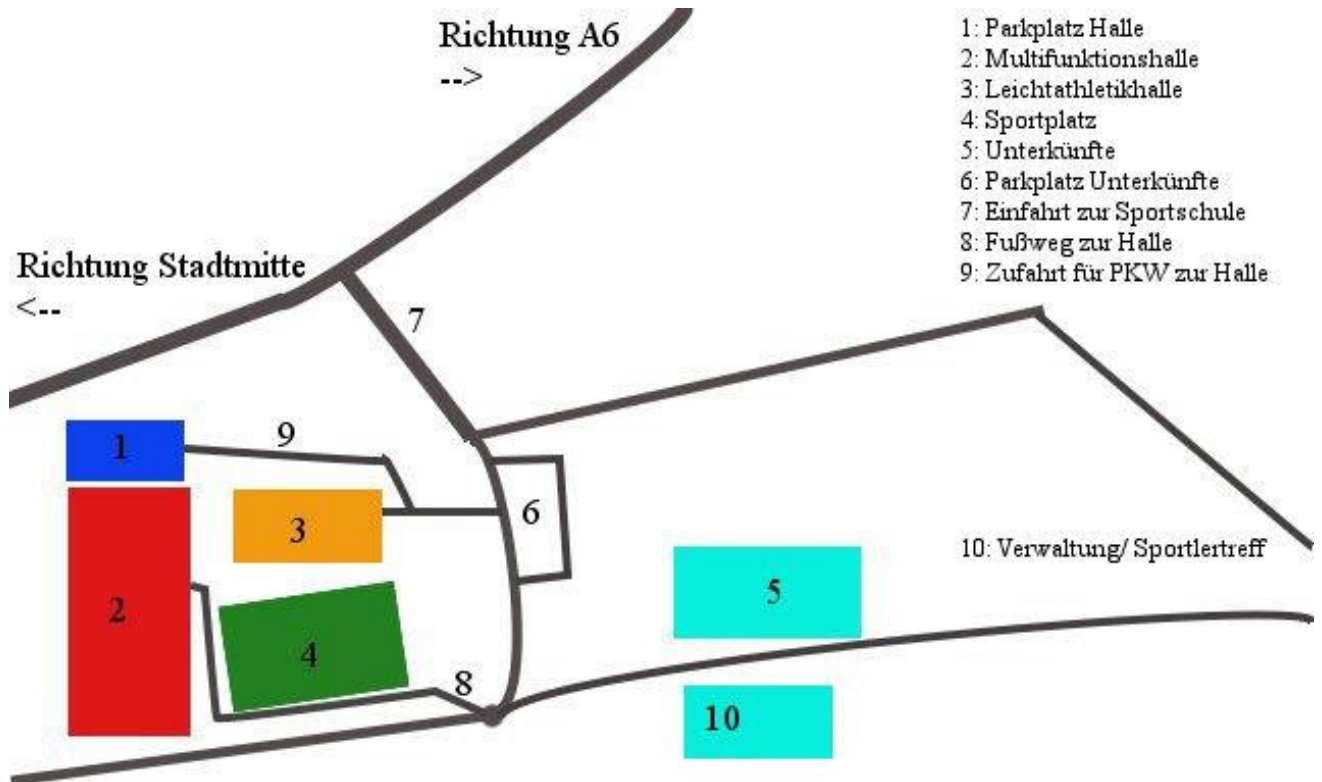 Richtung A6
-->
1: Parkplatz Halle
2: Multifunktionshalle
3: Leichtathletikhalle
4: Sportplatz
5: Unterkünfte
6: Parkplatz Unterkünfte
7: Einfahrt zur Sportschule
8: Fußweg zur Halle
9: Zufahrt für PKW zur Halle
Richtung Stadtmitte
<--
7
1
9
3
6
10: Verwaltung/ Sportlertreff
2
4
5
8
10